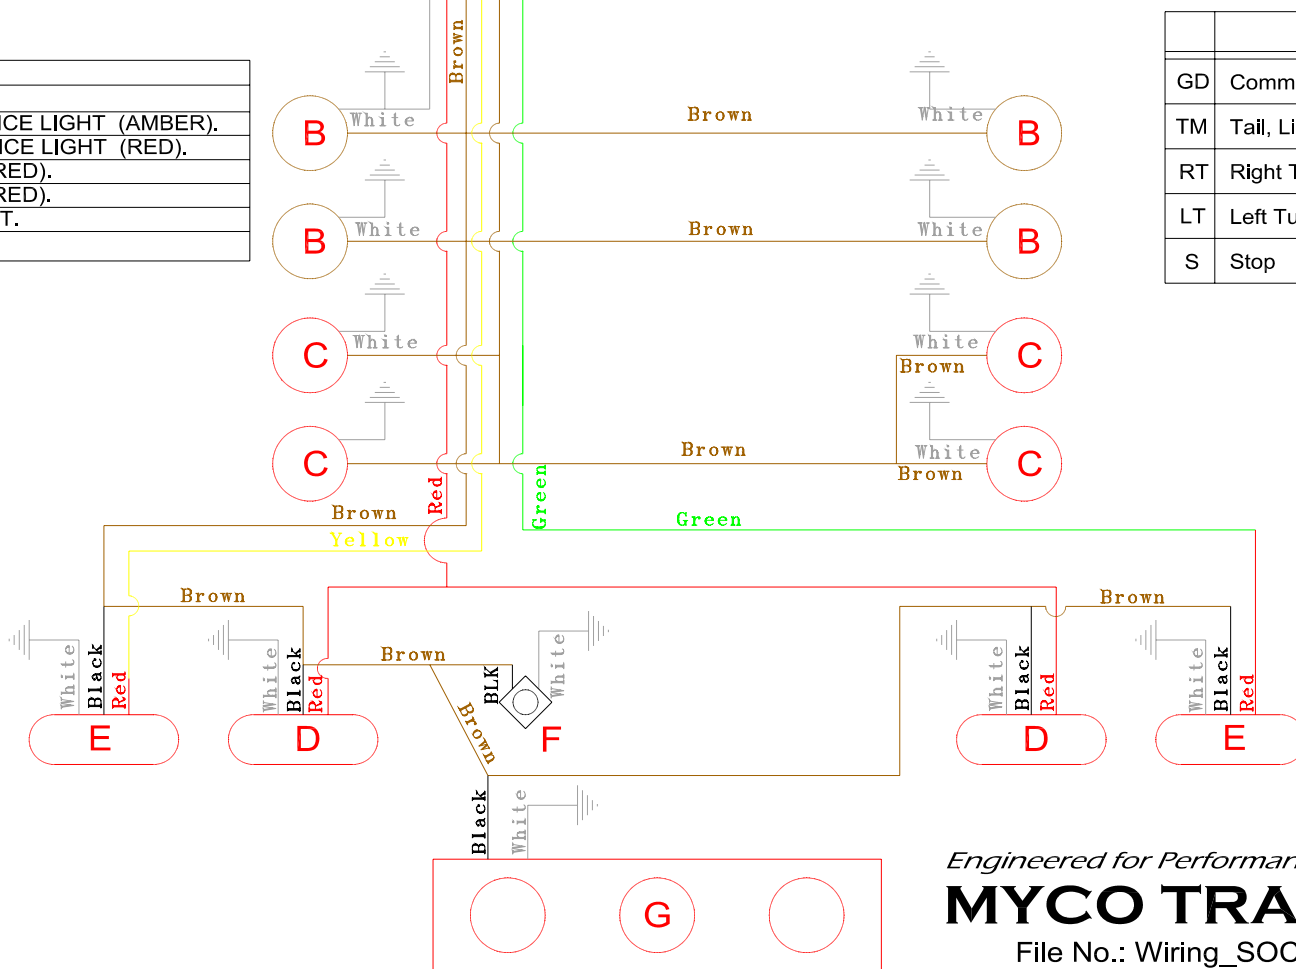 NCE LIGHT (AMBER).
NCE LIGHT (RED).
RED).
RED).
T.
GD Comm
TM Tail, Li
RT Right T
LT Left Tu
S Stop
Brown
White
Brown
White
B
B
White
Brown
White
B
B
White
White
C
Brown
C
Brown
White
C
Brown
C
Red
Green
Brown
Green
Yellow
Brown
Brown
White
Black
Red
White
Black
Red
Brown
BLK
White
White
Black
Red
White
Black
Red
Brown
E
D
F
D
E
Black
White
G
Engineered for Performan
MYCO TRA
File No.: Wiring_SOC